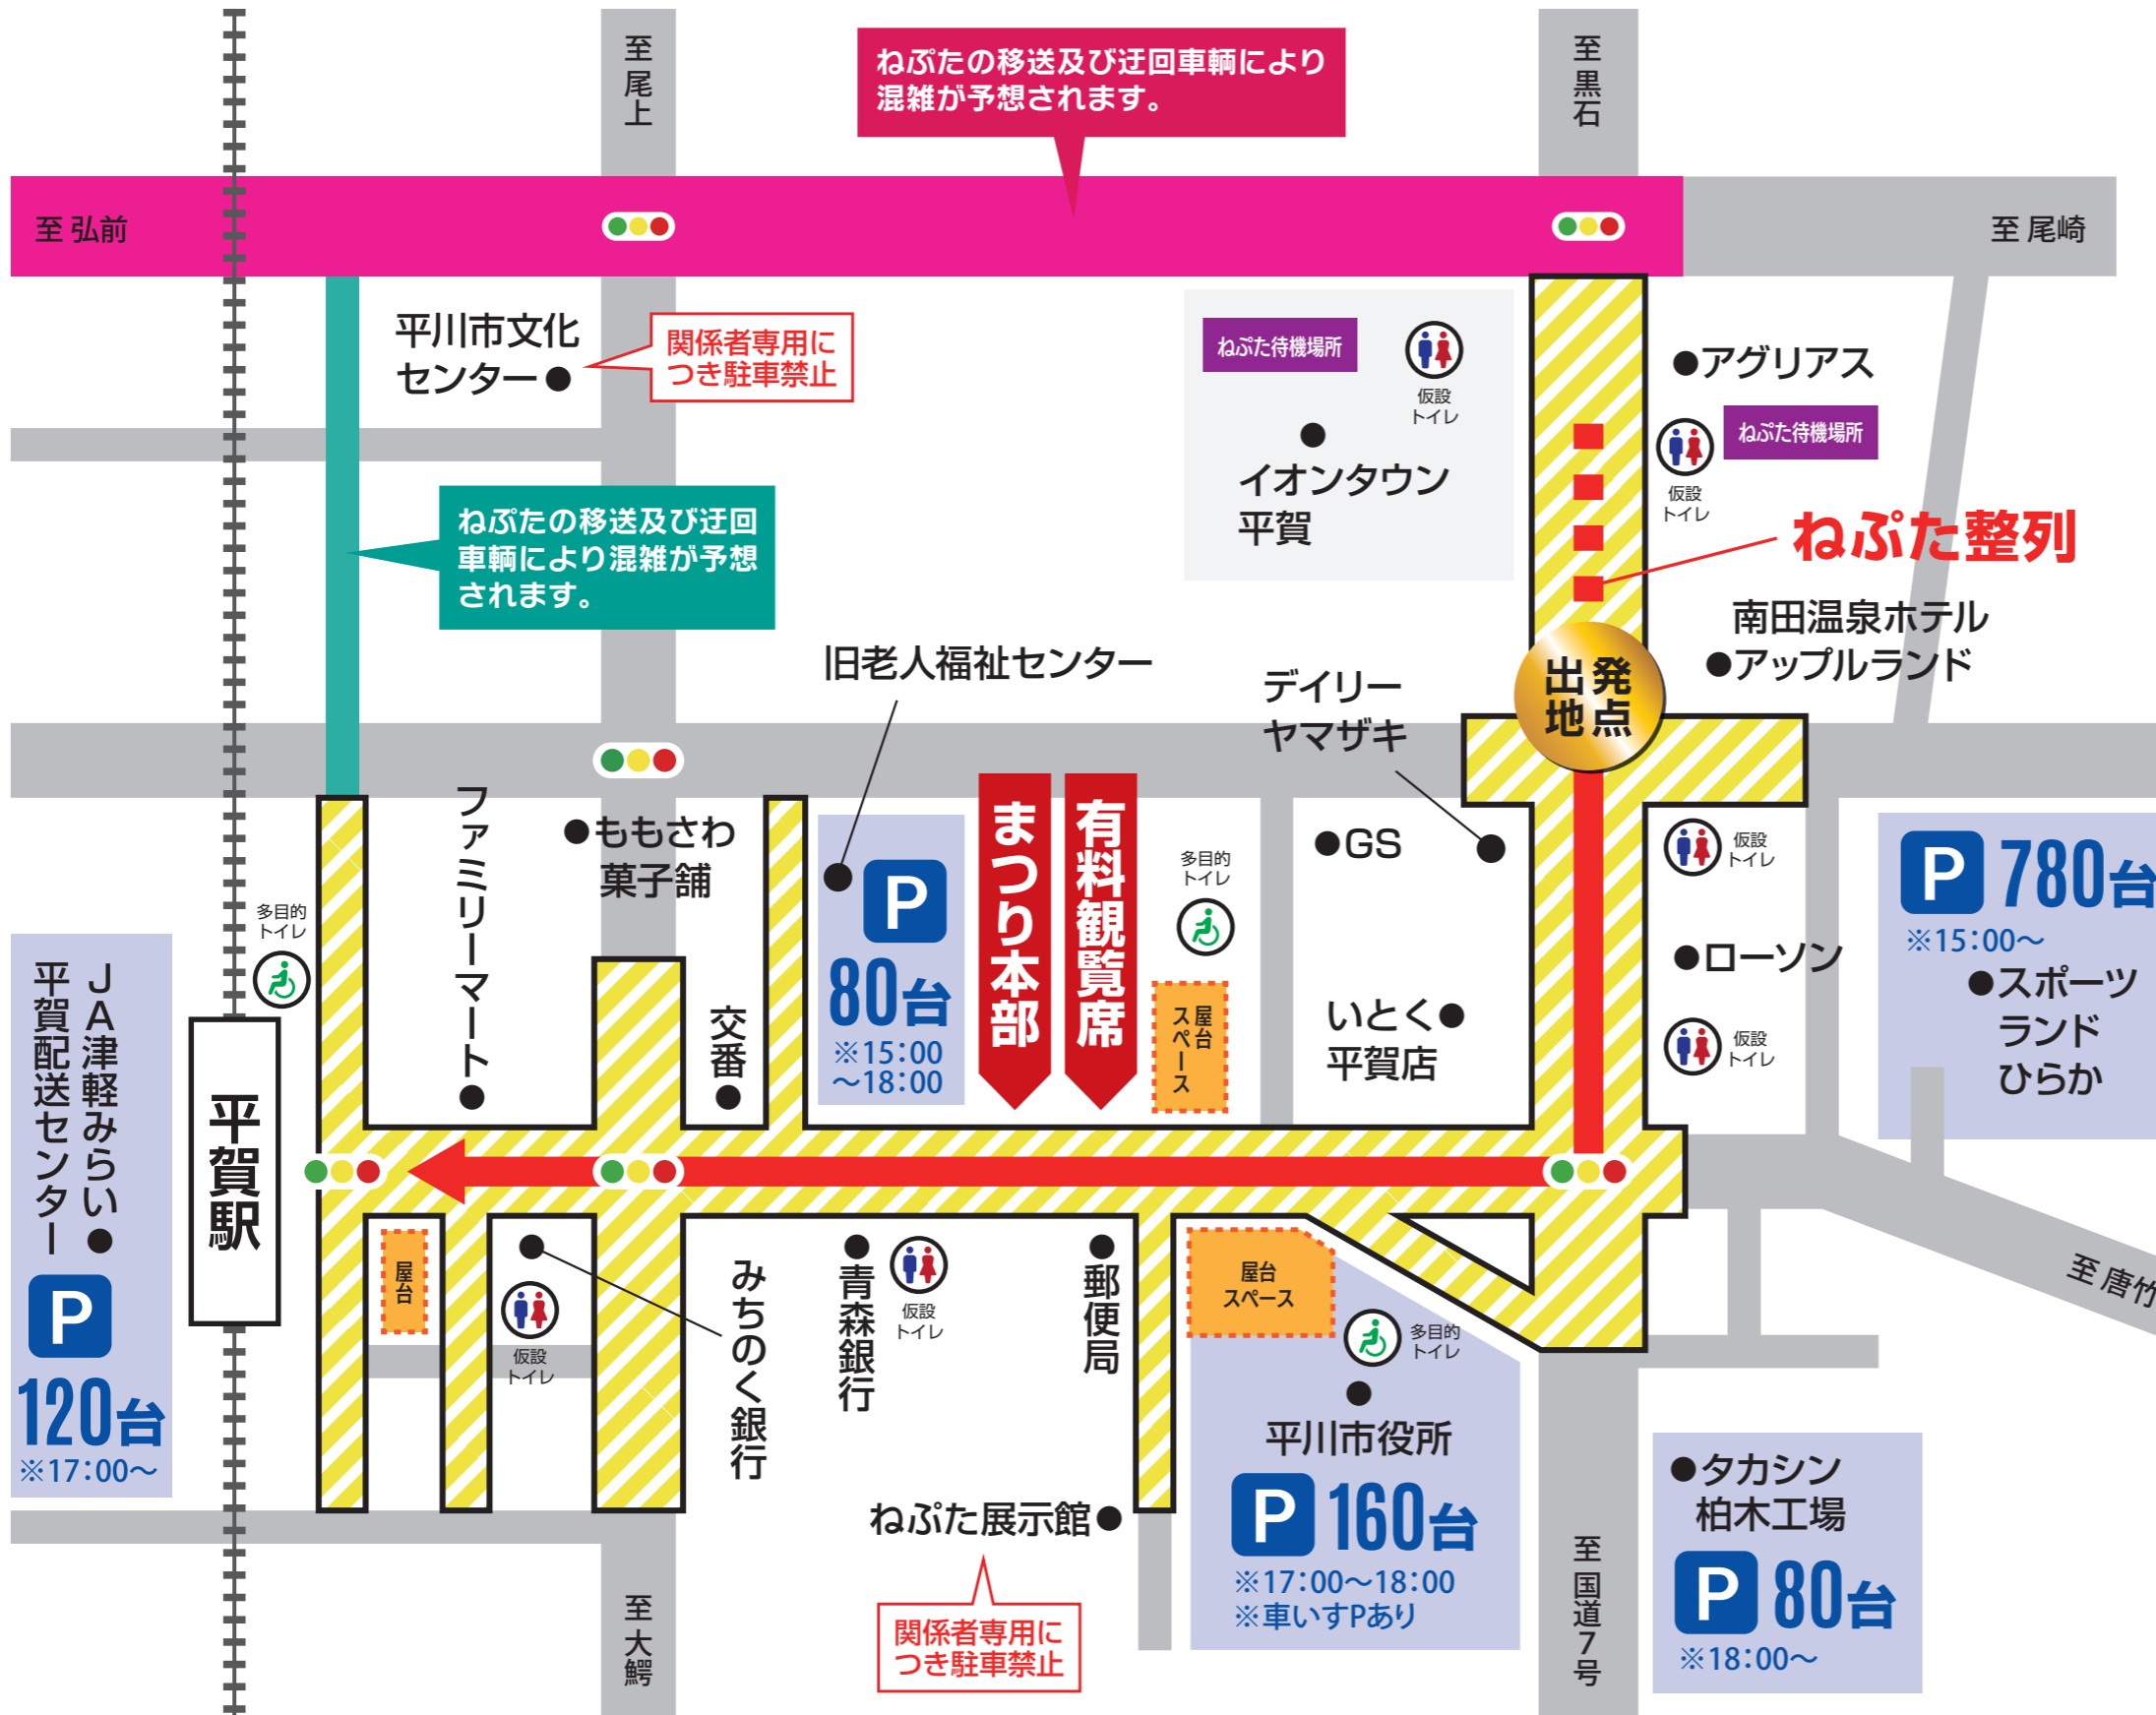 至尾上
ねぷたの移送及び迂回車輌により
混雑が予想されます。
至黒石
至 弘前
至 尾崎
平川市文化
センター
関係者専用に
つき駐車禁止
ねぷた待機場所
仮設
トイレ
イオンタウン
平賀
アグリアス
ねぷた待機場所
仮設
トイレ
ねぷた整列
ねぷたの移送及び迂回
車輌により混雑が予想
されます。
南田温泉ホテル
アップルランド
出発
地点
旧老人福祉センター
デイリー
ヤマザキ
ファミリーマート
ももさわ
菓子舗
交番
P
80台
※15:00
～18:00
まつり本部
有料観覧席
多目的
トイレ
屋台
スペース
GS
いとく
平賀店
仮設
トイレ
ローソン
仮設
トイレ
P 780台
※15:00～
スポーツ
ランド
ひらか
多目的
トイレ
JA津軽みらい
平賀配送センター
P
120台
※17:00～
平賀駅
屋台
仮設
トイレ
みちのく銀行
青森銀行
仮設
トイレ
郵便局
屋台
スペース
多目的
トイレ
平川市役所
P 160台
※17:00～18:00
※車いすPあり
至 唐竹
ねぷた展示館
関係者専用に
つき駐車禁止
タカシン
柏木工場
P 80台
※18:00～
至大鰐
至国道7号